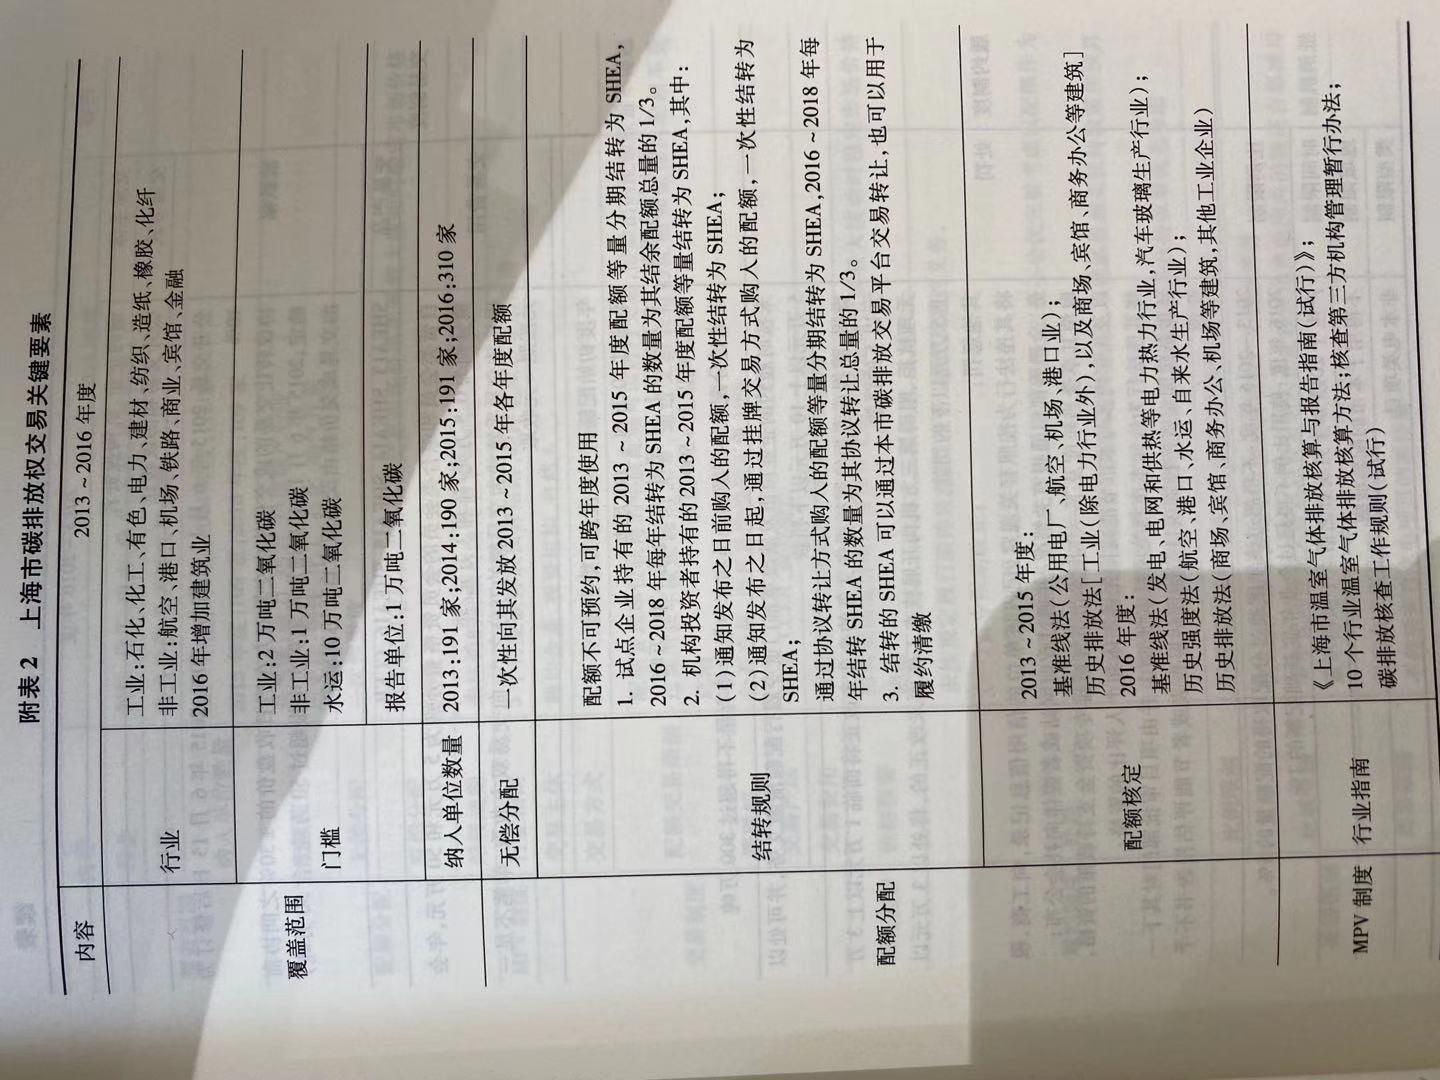 附表 2 上海市碳排放权交易关键要素
内容
2013 ~ 2016 年度
覆盖范围
行业
工业:石化、化工、有色、电力、建材、纺织、造纸、橡胶、化纤
非工业:航空、港口、机场、铁路、商业、宾馆、金融
2016 年增加建筑业
门槛
工业:2 万吨二氧化碳
非工业:1 万吨二氧化碳
水运:10 万吨二氧化碳
报告单位:1 万吨二氧化碳
纳入单位数量
2013:191 家;2014:190 家;2015:191 家;2016:310 家
配额分配
无偿分配
一次性向其发放 2013 ~ 2015 年各年度配额
结转规则
配额不可预约,可跨年度使用
1. 试点企业持有的 2013 ~ 2015 年度配额等量分期结转为 SHEA,
2016 ~ 2018 年每年结转为 SHEA 的数量为其结余配额总量的 1/3。
2. 机构投资者持有的 2013 ~ 2015 年度配额等量结转为 SHEA,其中:
(1)通知发布之日前购入的配额,一次性结转为 SHEA;
(2)通知发布之日起,通过挂牌交易方式购入的配额,一次性结转为
SHEA;
通过协议转让方式购入的配额等量分期结转为 SHEA,2016 ~ 2018 年每
年结转 SHEA 的数量为其协议转让总量的 1/3。
3. 结转的 SHEA 可以通过本市碳排放交易平台交易转让,也可以用于
履约清缴
配额核定
2013 ~ 2015 年度:
基准线法(公用电厂、航空、机场、港口业);
历史排放法[工业(除电力行业外),以及商场、宾馆、商务办公等建筑]
2016 年度:
基准线法(发电、电网和供热等电力热力行业,汽车玻璃生产行业);
历史强度法(航空、港口、水运、自来水生产行业);
历史排放法(商场、宾馆、商务办公、机场等建筑,其他工业企业)
MPV 制度
行业指南
《上海市温室气体排放核算与报告指南(试行)》;
10 个行业温室气体排放核算方法;核查第三方机构管理暂行办法;
碳排放核查工作规则(试行)